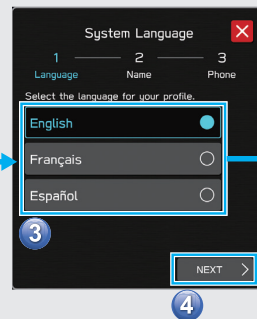 System Language
1 2 3
Language Name Phone
Select the language for your profile.
English
Français
Español
3
NEXT
4